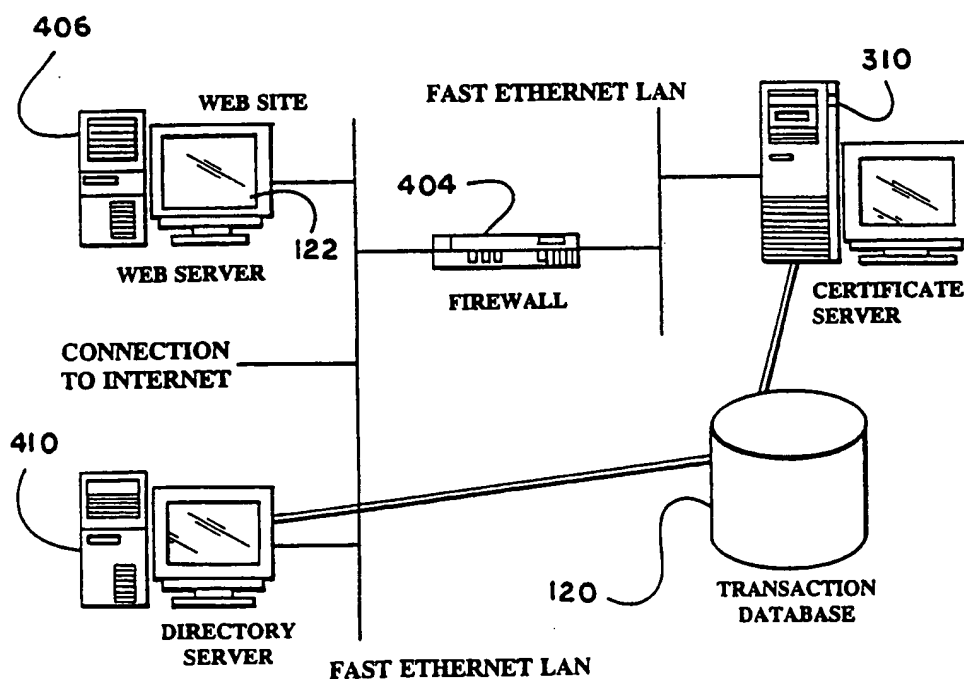 406
WEB SITE
FAST ETHERNET LAN
310
404
122
WEB SERVER
FIREWALL
CERTIFICATE
SERVER
CONNECTION
TO INTERNET
410
120
TRANSACTION
DATABASE
DIRECTORY
SERVER
FAST ETHERNET LAN